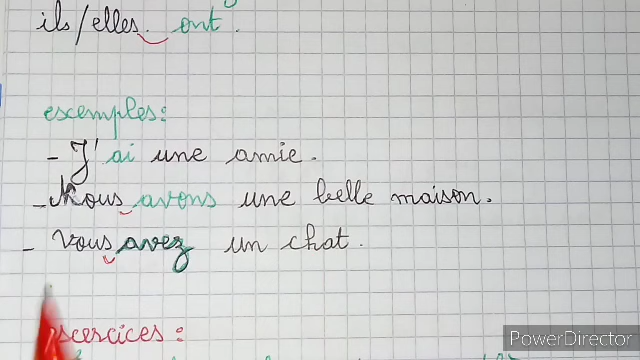 ils/elles ont.
exemples:
- J'ai une amie.
- Nous avons une belle maison.
- Vous avez un chat.
exercices:
PowerDirector